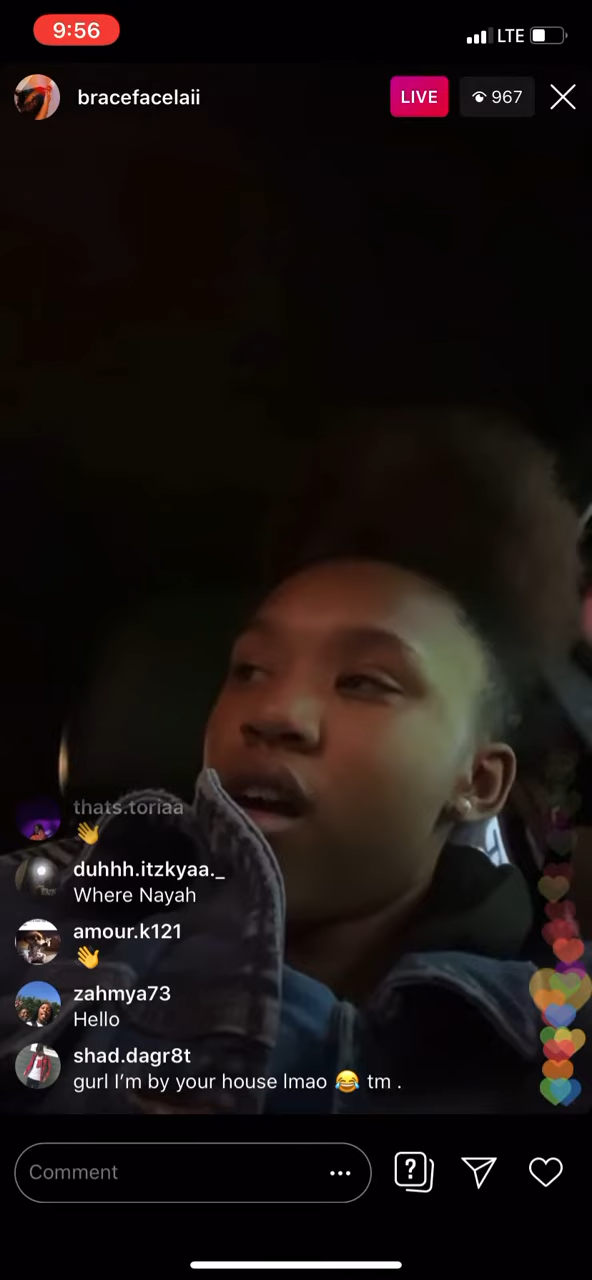 9:56
LTE
bracefacelaii
LIVE
967
thats.toriaa
👋
duhhh.itzkyaa._
Where Nayah
amour.k121
👋
zahmya73
Hello
shad.dagr8t
gurl I'm by your house lmao 😂 tm .
Comment